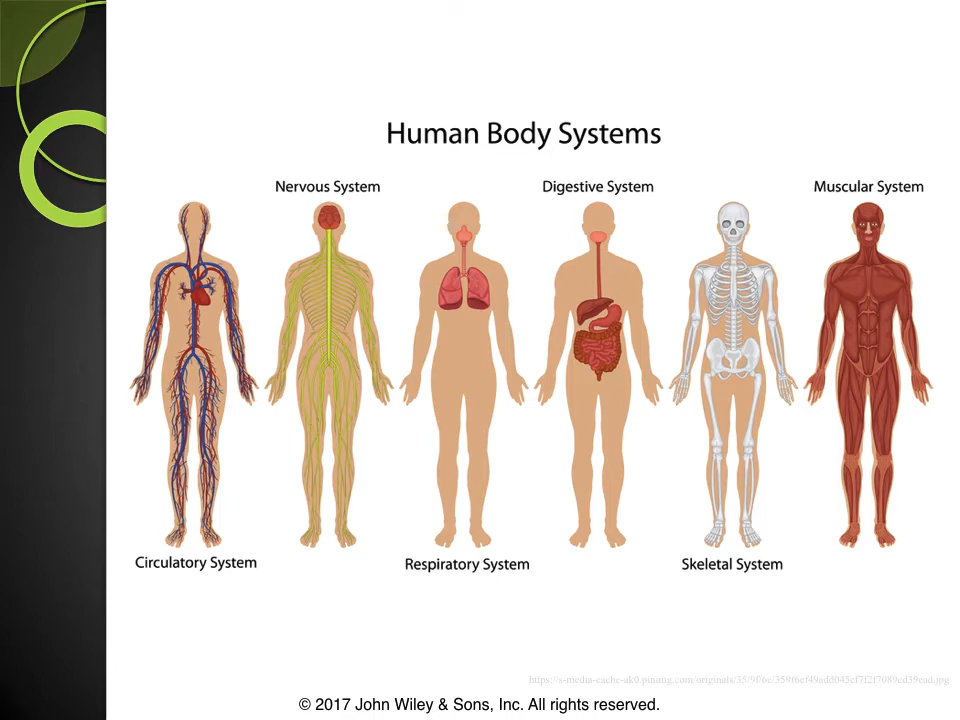 Human Body Systems
Nervous System
Digestive System
Muscular System
Circulatory System
Respiratory System
Skeletal System
© 2017 John Wiley & Sons, Inc. All rights reserved.